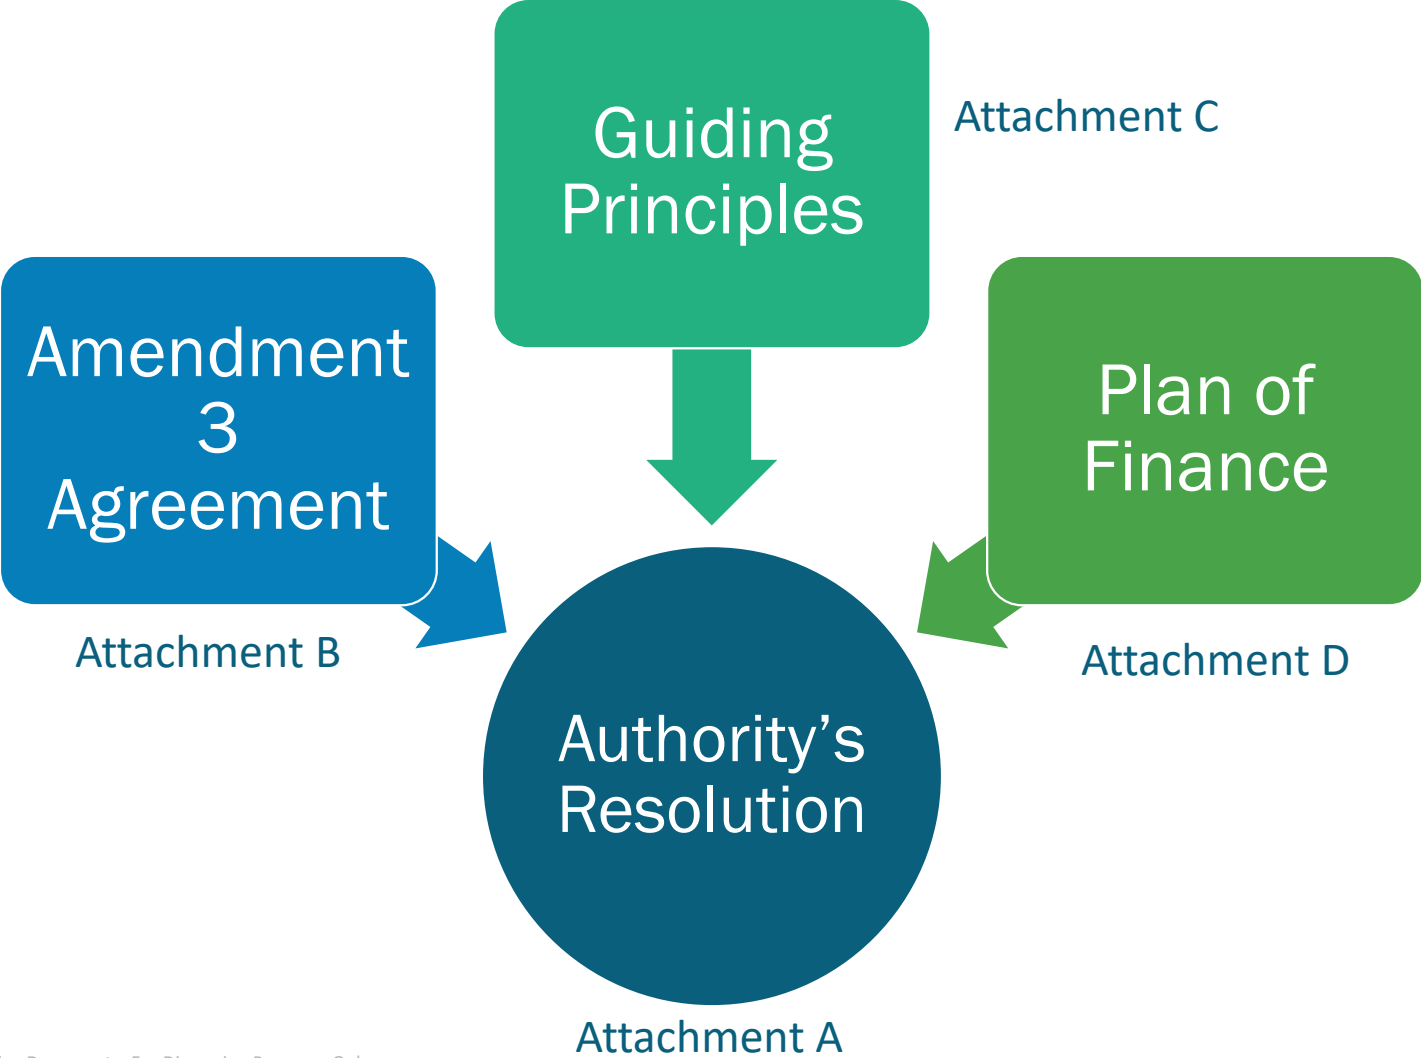 Guiding
Principles
Attachment C
Amendment
3
Agreement
Attachment B
Plan of
Finance
Attachment D
Authority’s
Resolution
Attachment A